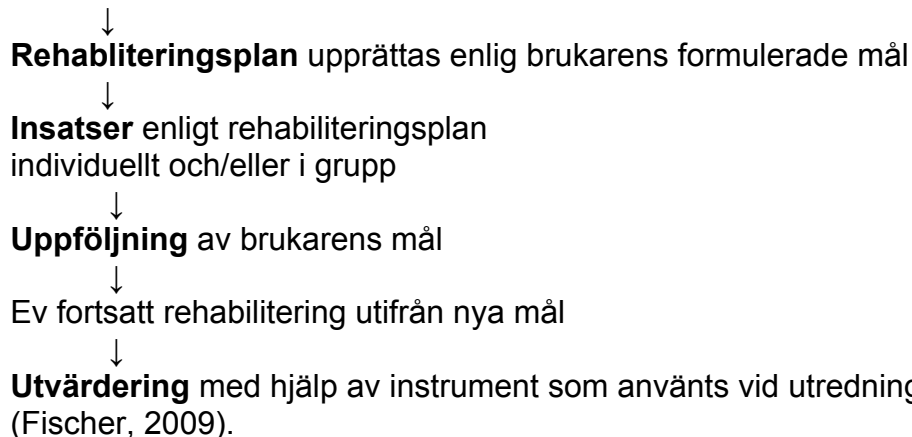 ↓
Rehabliteringsplan upprättas enlig brukarens formulerade mål
↓
Insatser enligt rehabiliteringsplan
individuellt och/eller i grupp
↓
Uppföljning av brukarens mål
↓
Ev fortsatt rehabilitering utifrån nya mål
↓
Utvärdering med hjälp av instrument som använts vid utredning
(Fischer, 2009).